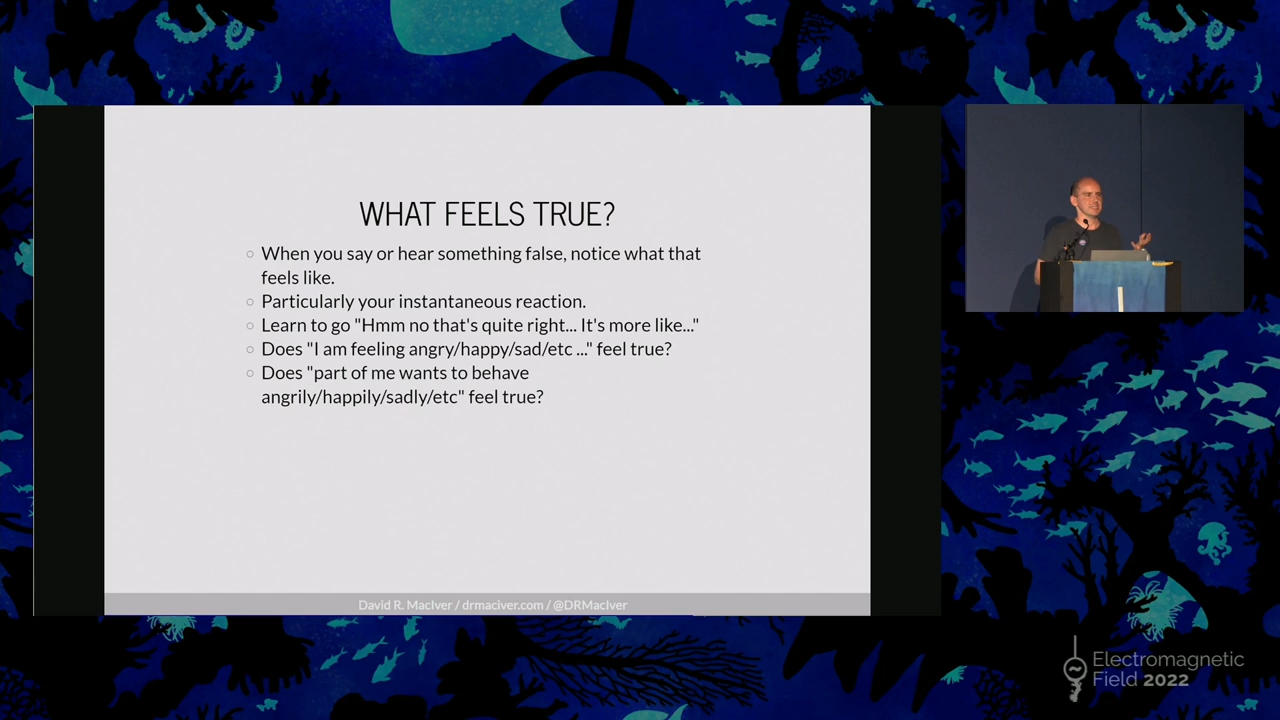 WHAT FEELS TRUE?
When you say or hear something false, notice what that
feels like.
Particularly your instantaneous reaction.
Learn to go "Hmm no that's quite right... It's more like..."
Does "I am feeling angry/happy/sad/etc ..." feel true?
Does "part of me wants to behave
angrily/happily/sadly/etc" feel true?
David R. MacIver / drmaciver.com / @DRMacIver
Electromagnetic
Field 2022